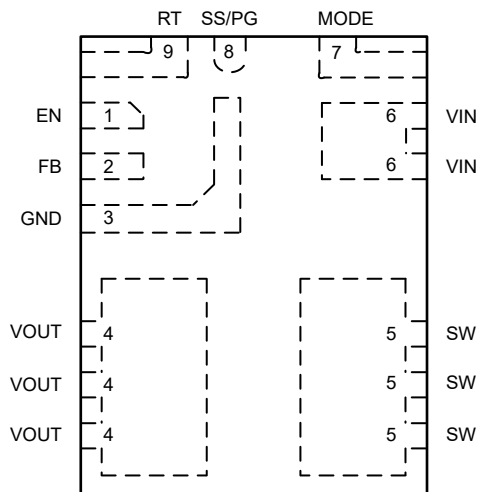 RT SS/PG MODE
9 8 7
EN 1 6 VIN
FB 2 6 VIN
GND 3
VOUT 4 5 SW
VOUT 4 5 SW
VOUT 4 5 SW